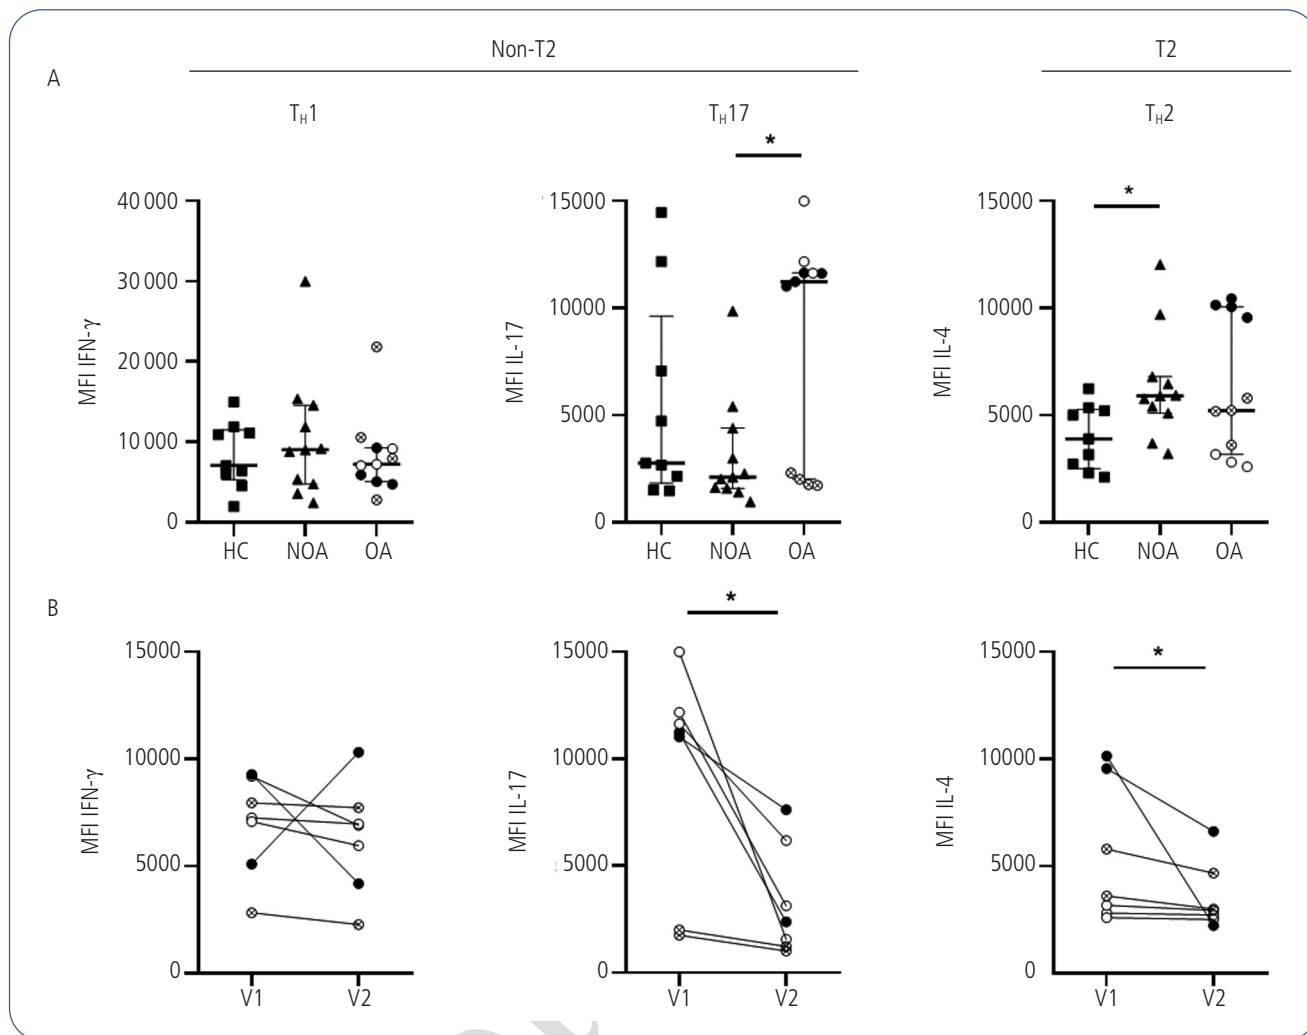 Non-T2
T2
A
TH1
TH17
TH2
*
*
40 000
30 000
20 000
10 000
0
MFI IFN-γ
HC NOA OA
15000
10000
5000
0
MFI IL-17
HC NOA OA
15000
10000
5000
0
MFI IL-4
HC NOA OA
B
*
*
15000
10000
5000
0
MFI IFN-γ
V1 V2
15000
10000
5000
0
MFI IL-17
V1 V2
15000
10000
5000
0
MFI IL-4
V1 V2